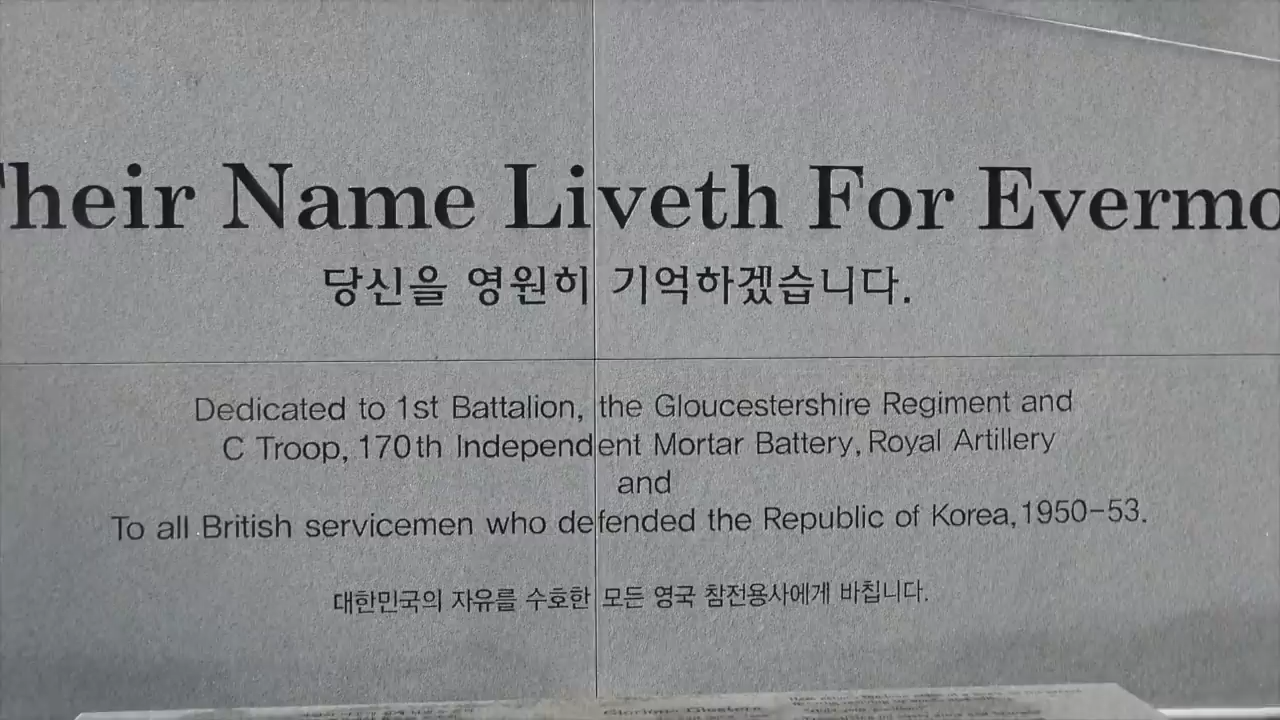 Their Name Liveth For Evermo
당신을 영원히 기억하겠습니다.
Dedicated to 1st Battalion, the Gloucestershire Regiment and
C Troop, 170th Independent Mortar Battery, Royal Artillery
and
To all British servicemen who defended the Republic of Korea, 1950-53.
대한민국의 자유를 수호한 모든 영국 참전용사에게 바칩니다.
Glorious Glosters